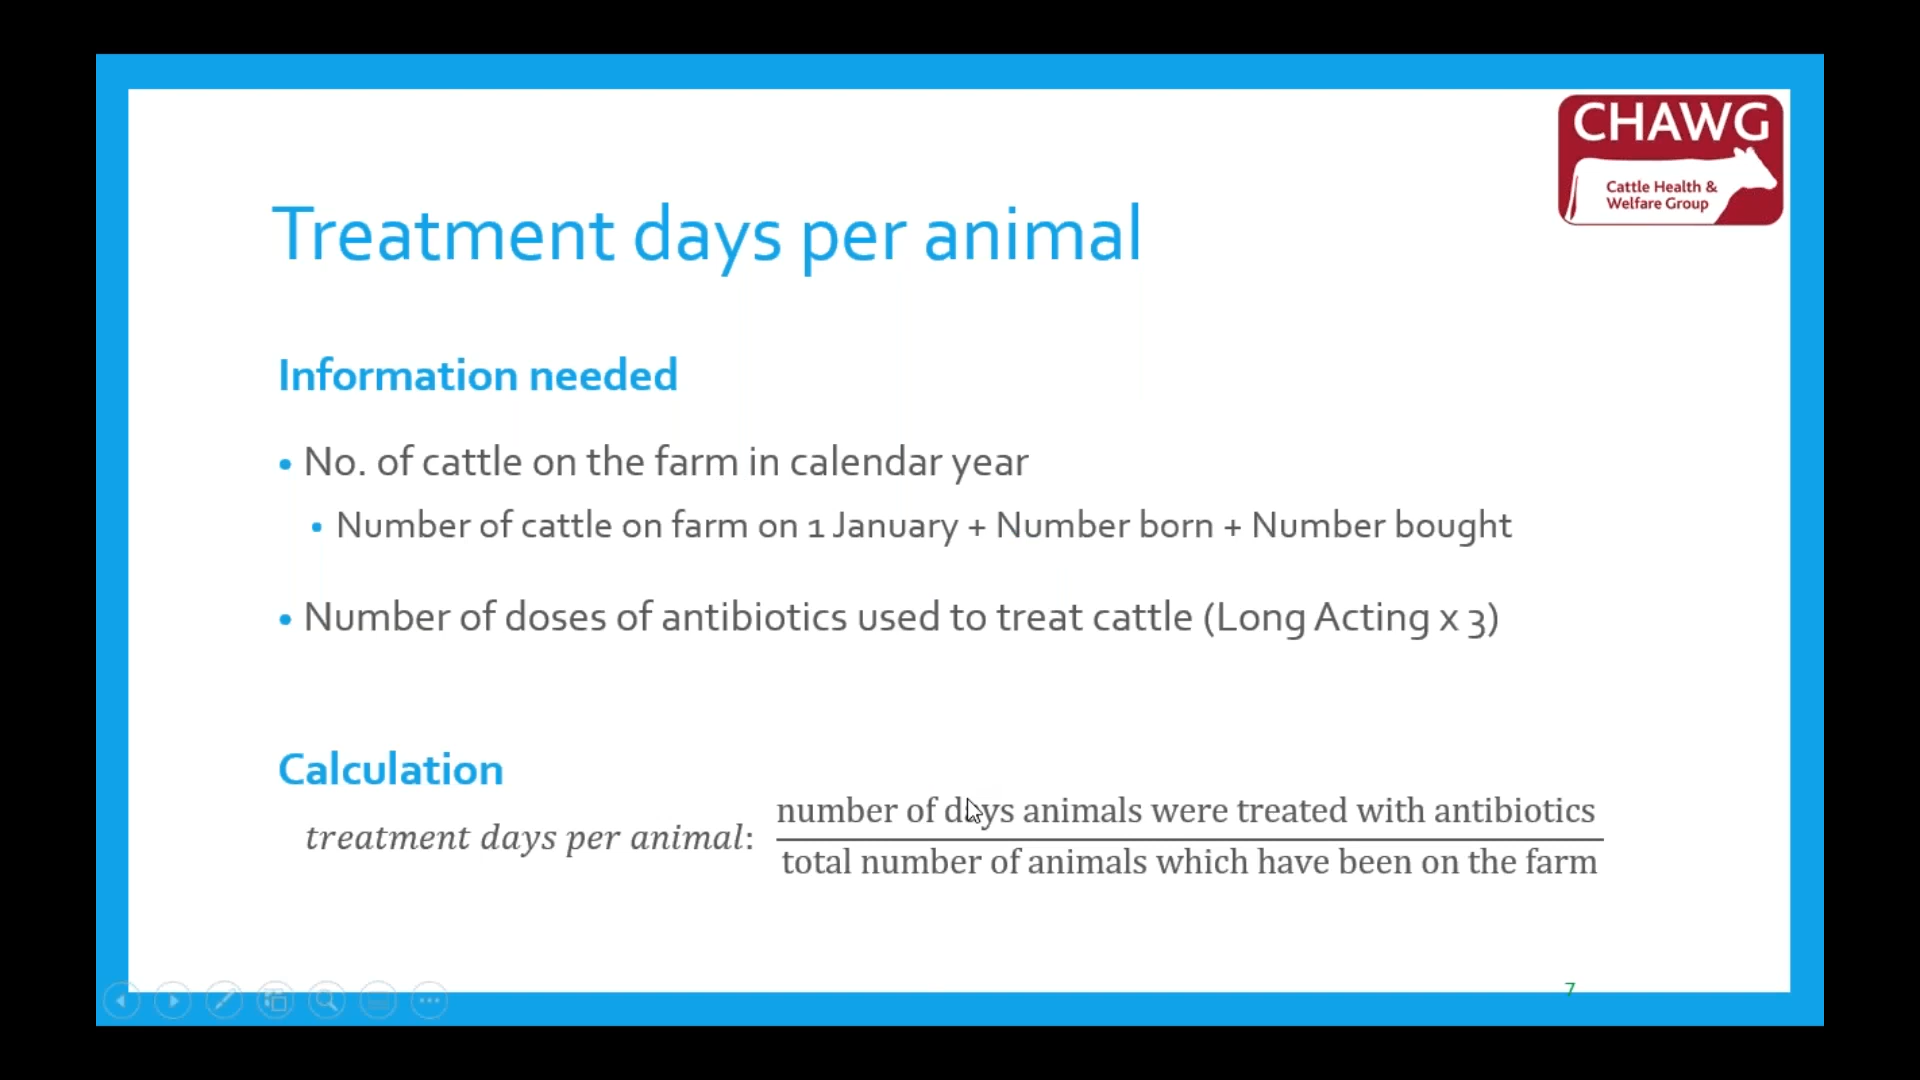 CHAWG
Cattle Health &
Welfare Group
Treatment days per animal
Information needed
• No. of cattle on the farm in calendar year
• Number of cattle on farm on 1 January + Number born + Number bought
• Number of doses of antibiotics used to treat cattle (Long Acting x 3)
Calculation
treatment days per animal:
number of days animals were treated with antibiotics
total number of animals which have been on the farm
7